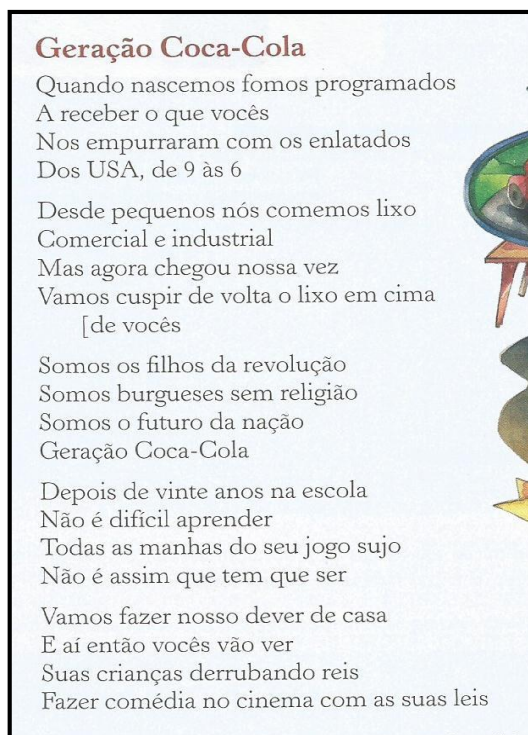 Geração Coca-Cola
Quando nascemos fomos programados
A receber o que vocês
Nos empurraram com os enlatados
Dos USA, de 9 às 6
Desde pequenos nós comemos lixo
Comercial e industrial
Mas agora chegou nossa vez
Vamos cuspir de volta o lixo em cima
[de vocês
Somos os filhos da revolução
Somos burgueses sem religião
Somos o futuro da nação
Geração Coca-Cola
Depois de vinte anos na escola
Não é difícil aprender
Todas as manhas do seu jogo sujo
Não é assim que tem que ser
Vamos fazer nosso dever de casa
E aí então vocês vão ver
Suas crianças derrubando reis
Fazer comédia no cinema com as suas leis